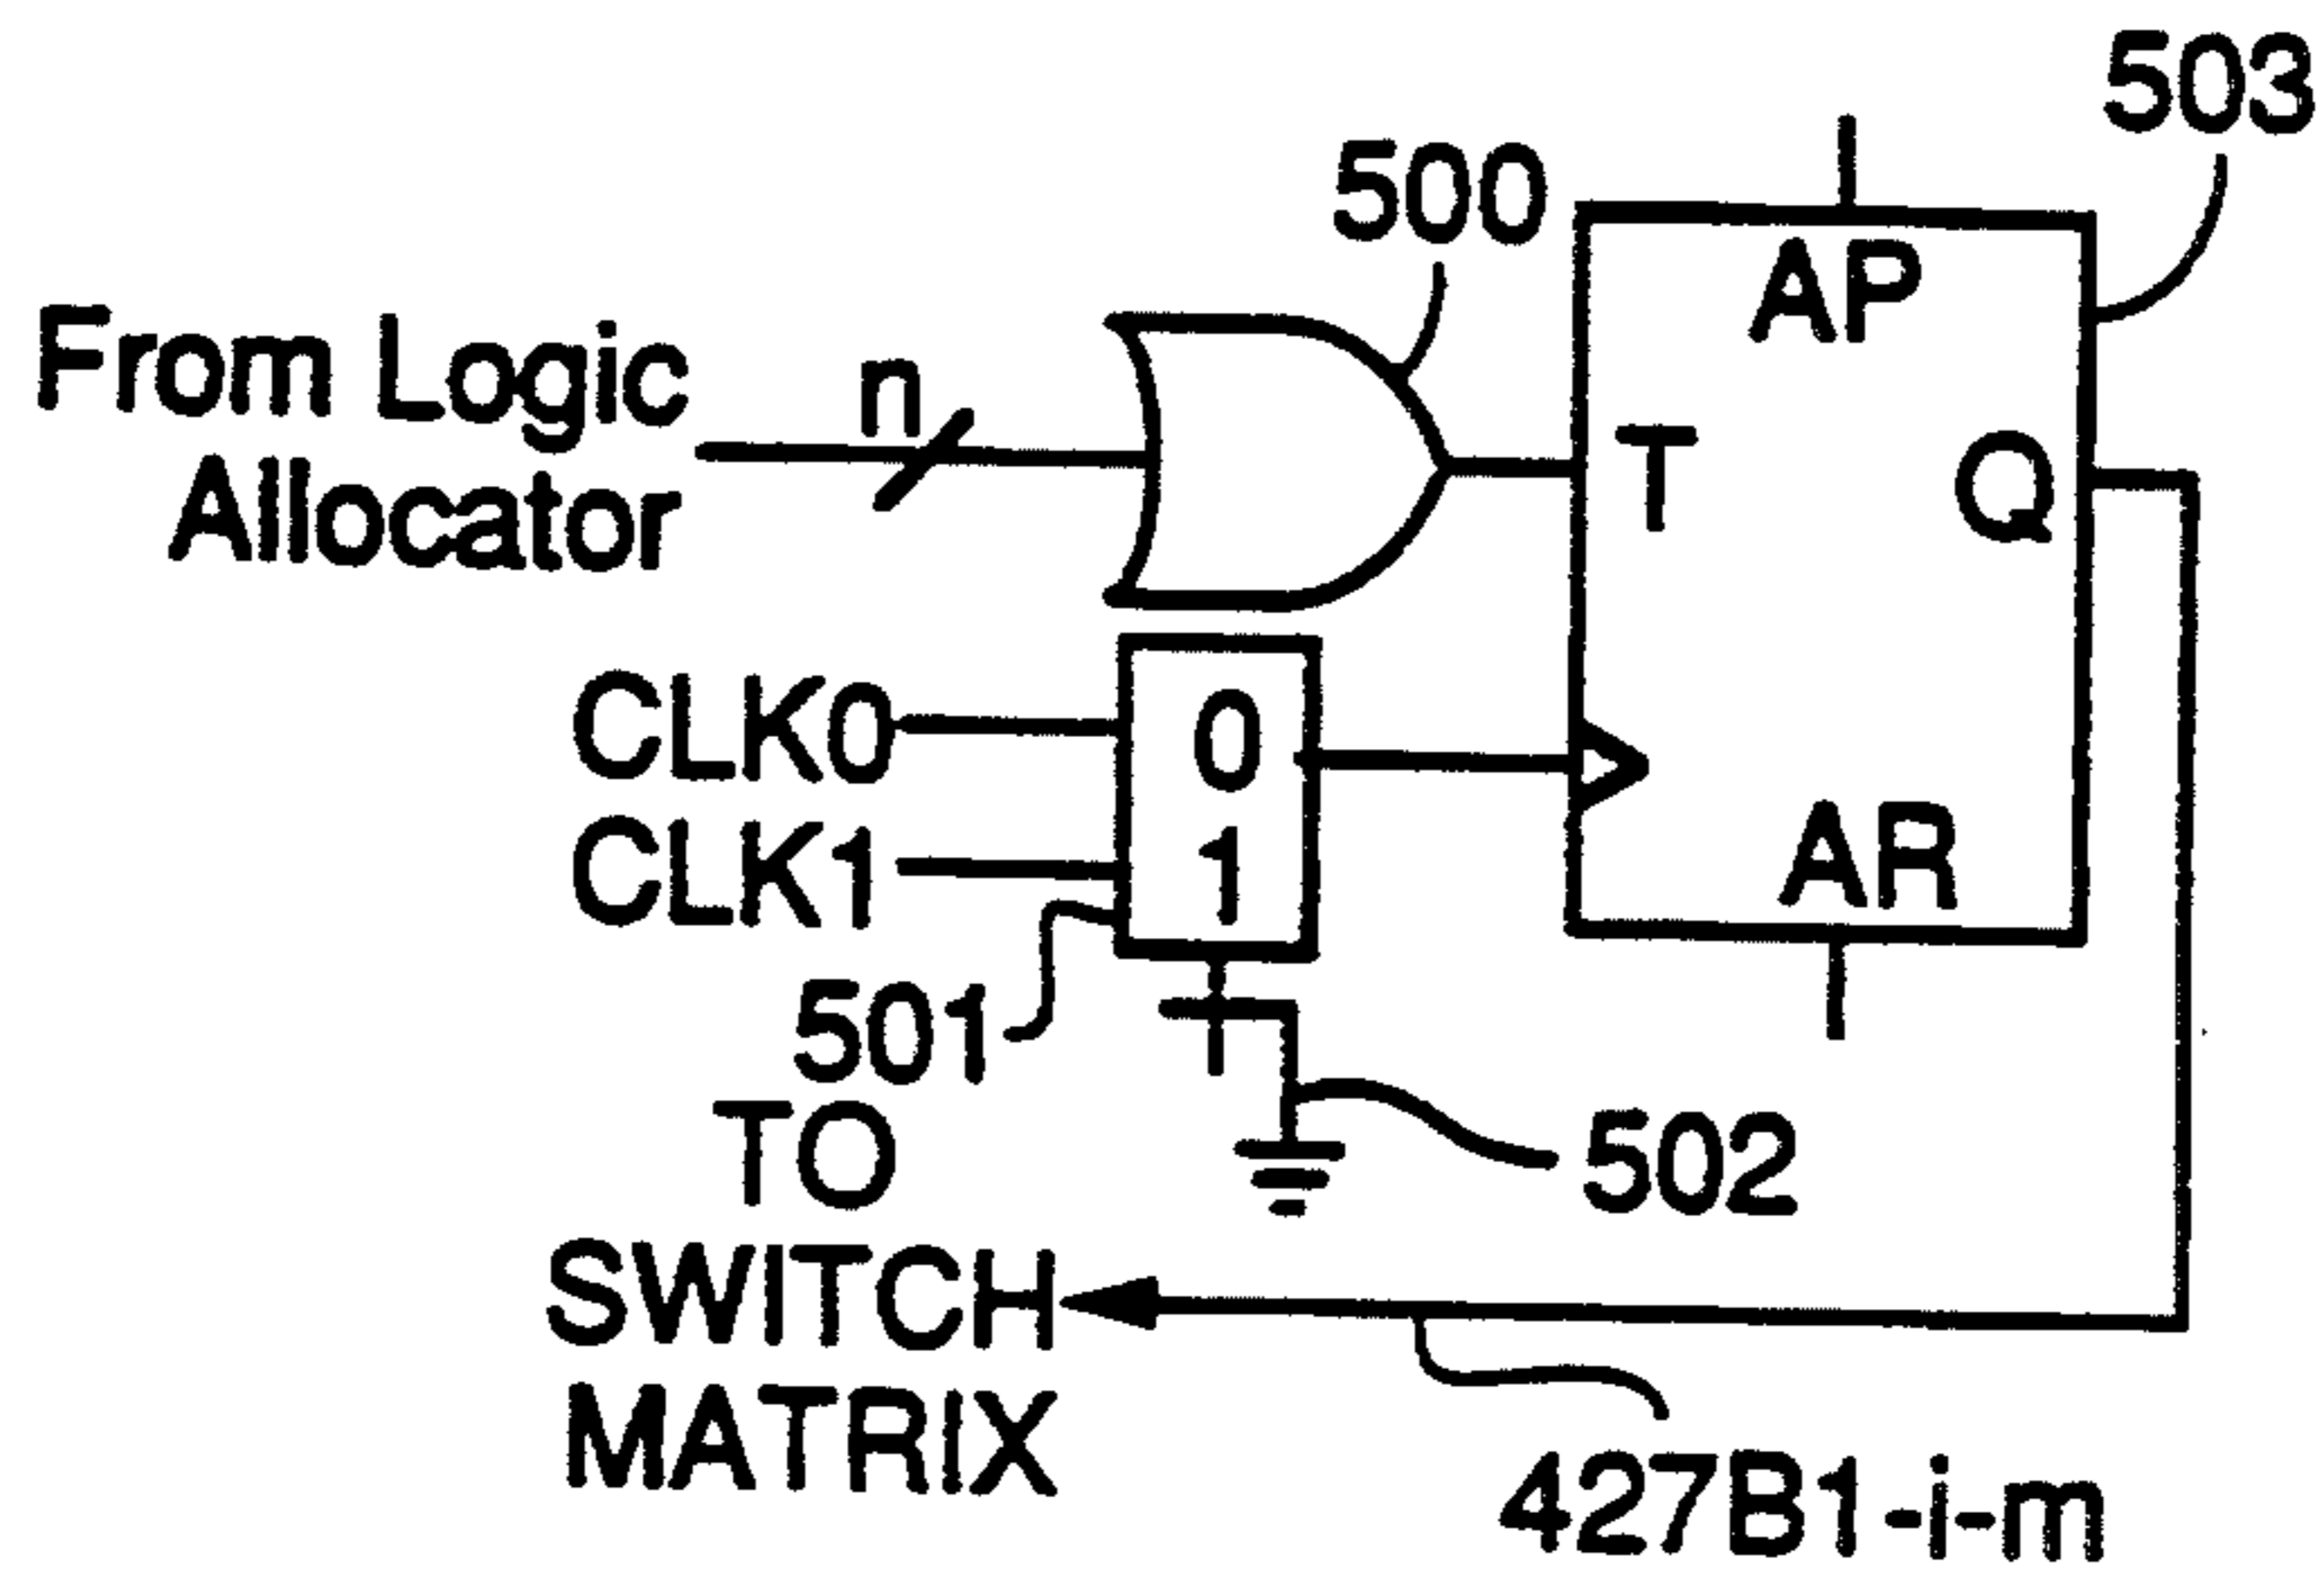 503
500
AP
From Logic
Allocator
n
T
Q
CLK0
0
CLK1
1
AR
501
502
TO
SWITCH
MATRIX
427B1-i-m